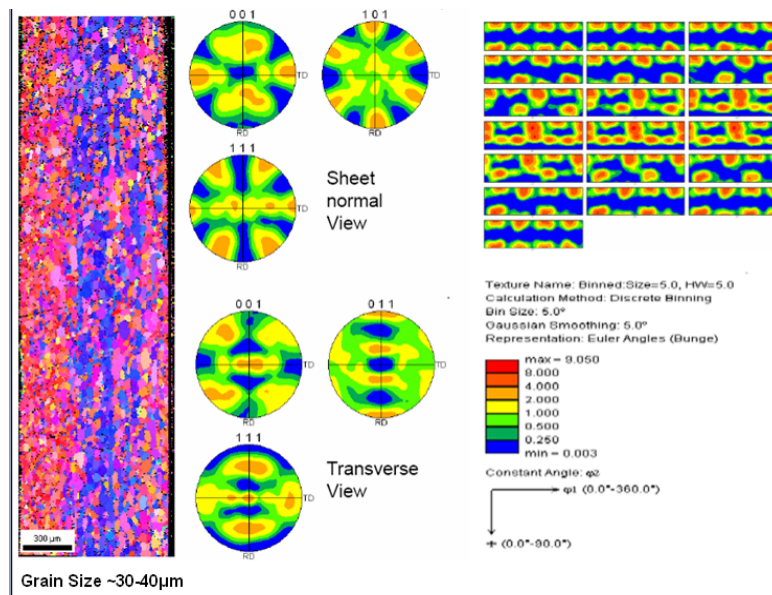 0 0 1
1 0 1
TD
TD
RD
RD
1 1 1
TD
RD
Sheet
normal
View
0 0 1
0 1 1
TD
TD
RD
RD
1 1 1
TD
RD
Transverse
View
300 µm
Grain Size ~30-40µm
Texture Name: Binned:Size=5.0, HW=5.0
Calculation Method: Discrete Binning
Bin Size: 5.0°
Gaussian Smoothing: 5.0°
Representation: Euler Angles (Bunge)
max = 9.050
8.000
4.000
2.000
1.000
0.500
0.250
min = 0.003
Constant Angle: φ2
φ1 (0.0°-360.0°)
(0.0°-90.0°)